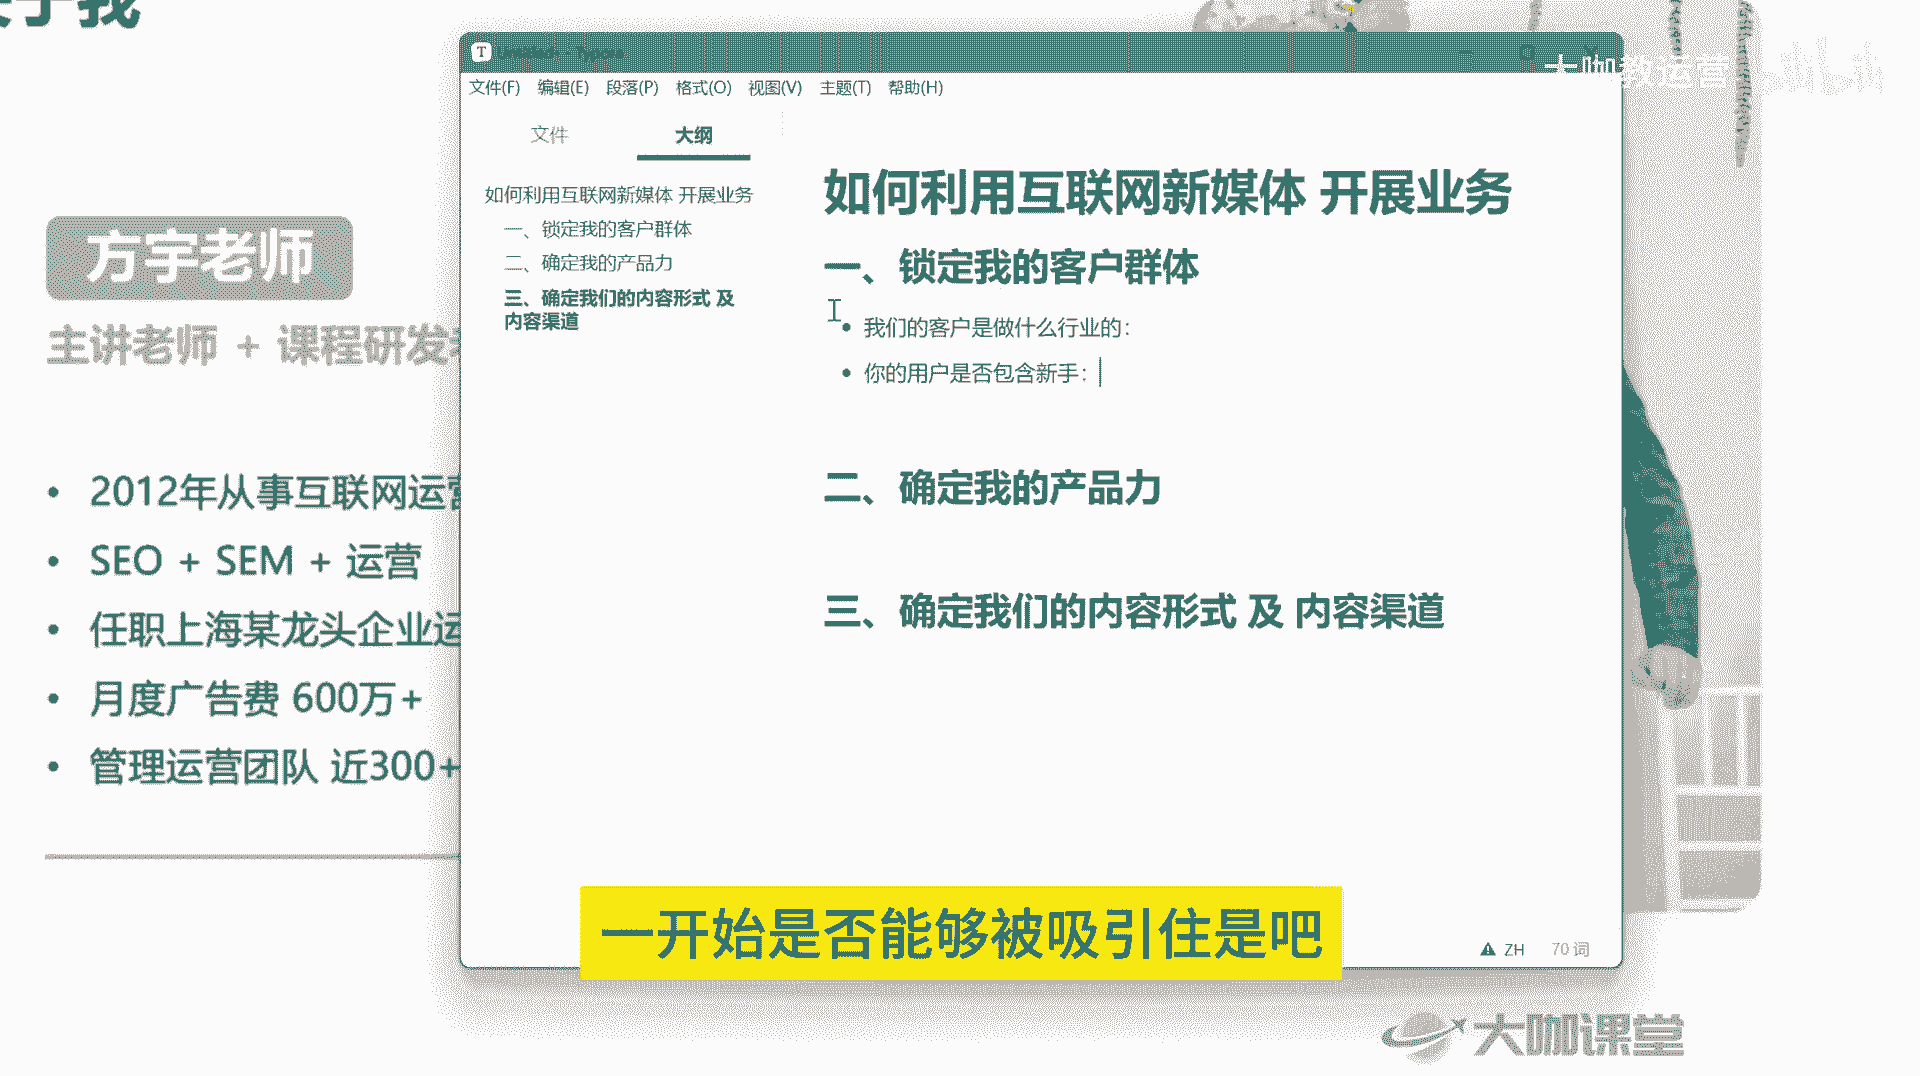 方宇老师
主讲老师 + 课程研发
2012年从事互联网运营
SEO + SEM + 运营
任职上海某龙头企业运
月度广告费 600万+
管理运营团队 近300+
文件(F) 编辑(E) 段落(P) 格式(O) 视图(V) 主题(T) 帮助(H)
文件 大纲
如何利用互联网新媒体 开展业务
一、锁定我的客户群体
二、确定我的产品力
三、确定我们的内容形式 及
内容渠道
如何利用互联网新媒体 开展业务
一、锁定我的客户群体
我们的客户是做什么行业的：
你的用户是否包含新手：
二、确定我的产品力
三、确定我们的内容形式 及 内容渠道
ZH 70 词
一开始是否能够被吸引住是吧
大咖教运营
大咖课堂